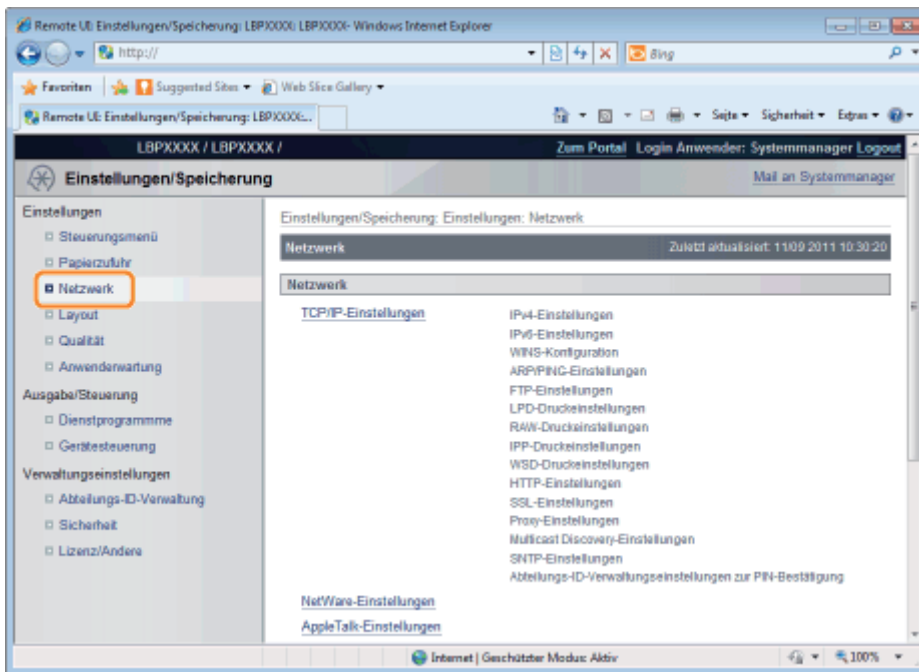 Remote UI: Einstellungen/Speicherung: LBPXXXX: LBPXXXX- Windows Internet Explorer
http://
Bing
Favoriten
Suggested Sites
Web Slice Gallery
Remote UI: Einstellungen/Speicherung: LBPXXXX:...
Seite
Sicherheit
Extras
LBPXXXX / LBPXXXX /
Zum Portal Login Anwender: Systemmanager Logout
Einstellungen/Speicherung
Mail an Systemmanager
Einstellungen
Steuerungsmenü
Papierzufuhr
Netzwerk
Layout
Qualität
Anwenderwartung
Ausgabe/Steuerung
Dienstprogrammme
Gerätesteuerung
Verwaltungseinstellungen
Abteilungs-ID-Verwaltung
Sicherheit
Lizenz/Andere
Einstellungen/Speicherung: Einstellungen: Netzwerk
Netzwerk
Zuletzt aktualisiert: 11/09 2011 10:30:20
Netzwerk
TCP/IP-Einstellungen
IPv4-Einstellungen
IPv6-Einstellungen
WINS-Konfiguration
ARP/PING-Einstellungen
FTP-Einstellungen
LPD-Druckeinstellungen
RAW-Druckeinstellungen
IPP-Druckeinstellungen
WSD-Druckeinstellungen
HTTP-Einstellungen
SSL-Einstellungen
Proxy-Einstellungen
Multicast Discovery-Einstellungen
SNTP-Einstellungen
Abteilungs-ID-Verwaltungseinstellungen zur PIN-Bestätigung
NetWare-Einstellungen
AppleTalk-Einstellungen
Internet | Geschützter Modus: Aktiv
100%